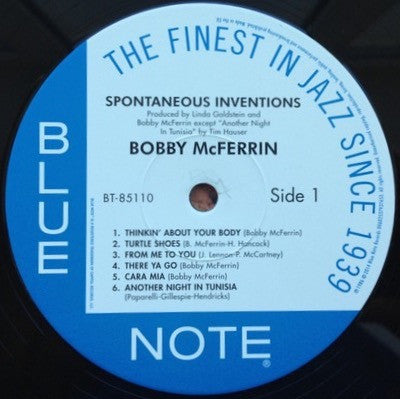 THE FINEST IN JAZZ SINCE 1939
SPONTANEOUS INVENTIONS
Produced by Linda Goldstein and
Bobby McFerrin except "Another Night
In Tunisia" by Tim Hauser
BOBBY McFERRIN
BT-85110
Side 1
1. THINKIN' ABOUT YOUR BODY (Bobby McFerrin)
2. TURTLE SHOES (B. McFerrin-H. Hancock)
3. FROM ME TO YOU (J. Lennon-P. McCartney)
4. THERE YA GO (Bobby McFerrin)
5. CARA MIA (Bobby McFerrin)
6. ANOTHER NIGHT IN TUNISIA
(Paparelli-Gillespie-Hendricks)
BLUE
NOTE®